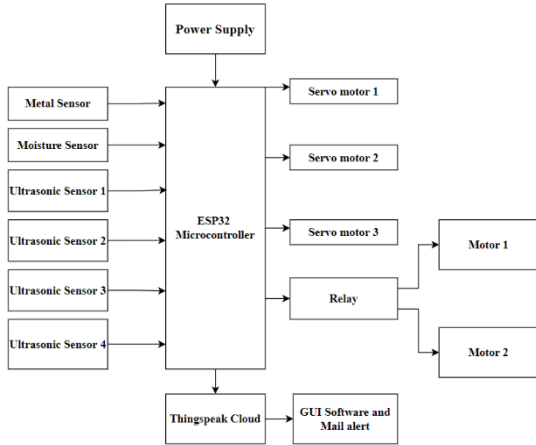 Power Supply
Metal Sensor
Moisture Sensor
Ultrasonic Sensor 1
Ultrasonic Sensor 2
Ultrasonic Sensor 3
Ultrasonic Sensor 4
ESP32
Microcontroller
Servo motor 1
Servo motor 2
Servo motor 3
Relay
Motor 1
Motor 2
Thingspeak Cloud
GUI Software and
Mail alert